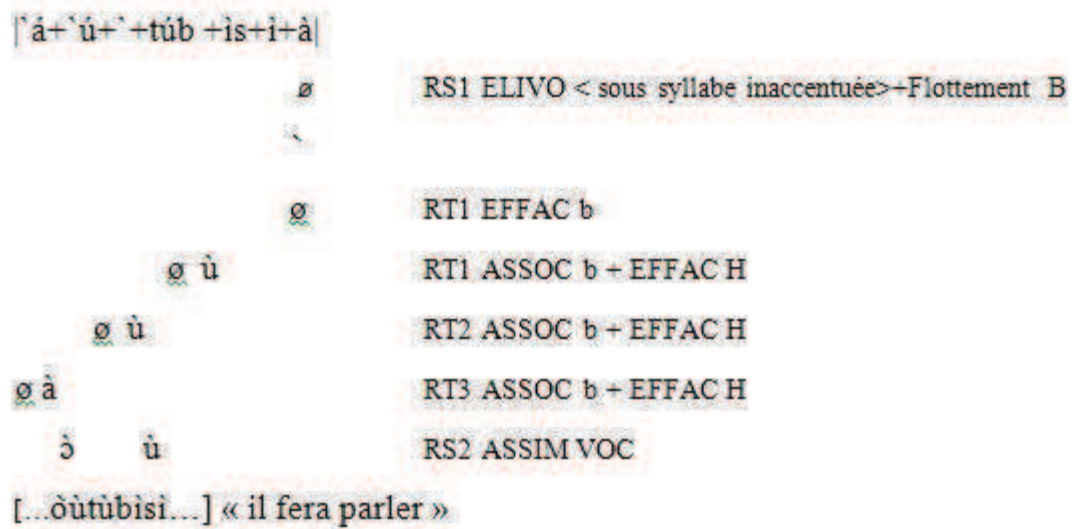 |`á+`ú+`+túb +ìs+ì+à|
ø RS1 ELIVO < sous syllabe inaccentuée>+Flottement B
`
ø RT1 EFFAC b
ø ù RT1 ASSOC b + EFFAC H
ø ù RT2 ASSOC b + EFFAC H
ø à RT3 ASSOC b + EFFAC H
ɔ̀ ù RS2 ASSIM VOC
[…òùtùbìsì…] « il fera parler »